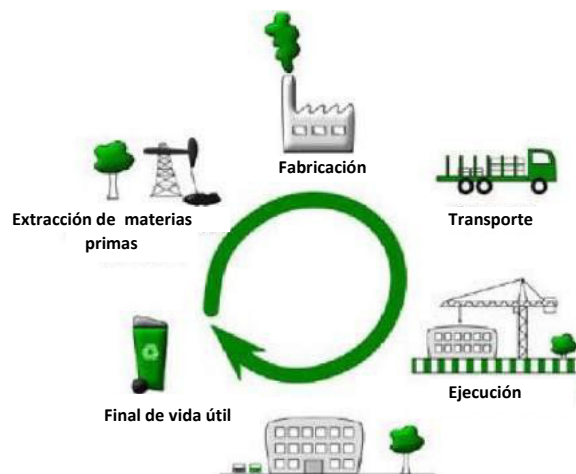 Fabricación
Extracción de materias
primas
Transporte
Ejecución
Final de vida útil